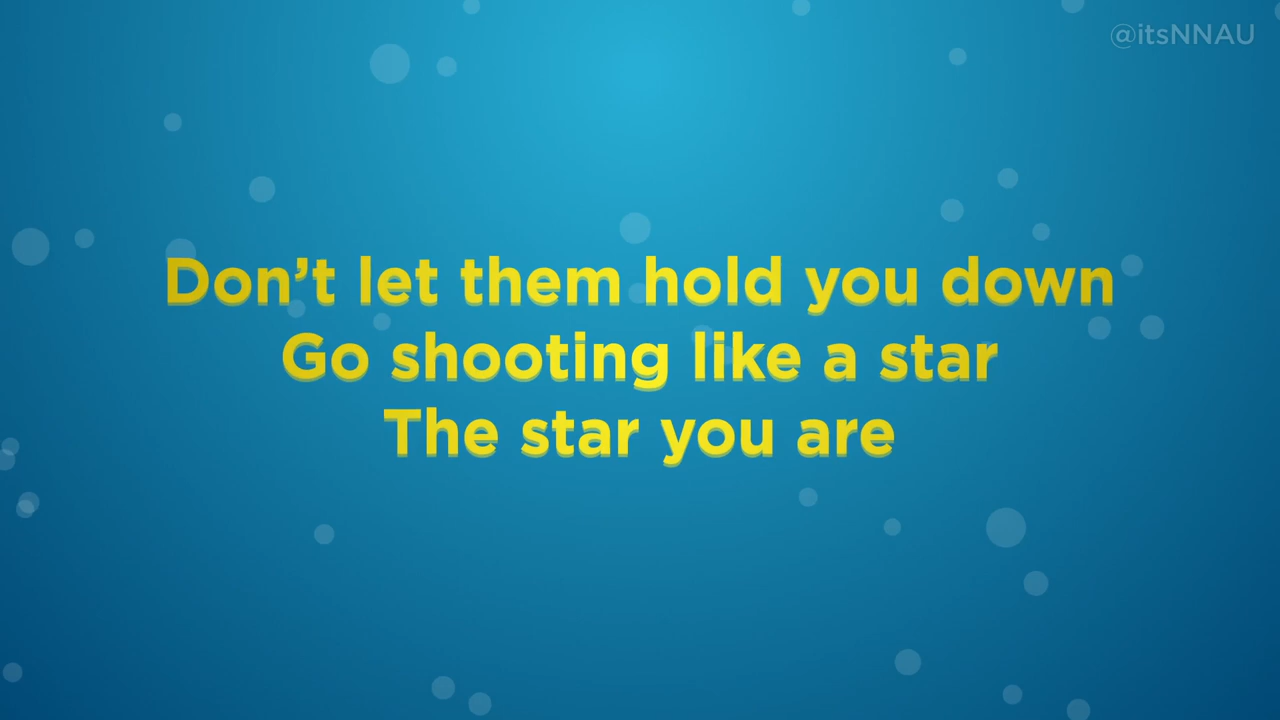 @itsNNAU
Don’t let them hold you down
Go shooting like a star
The star you are